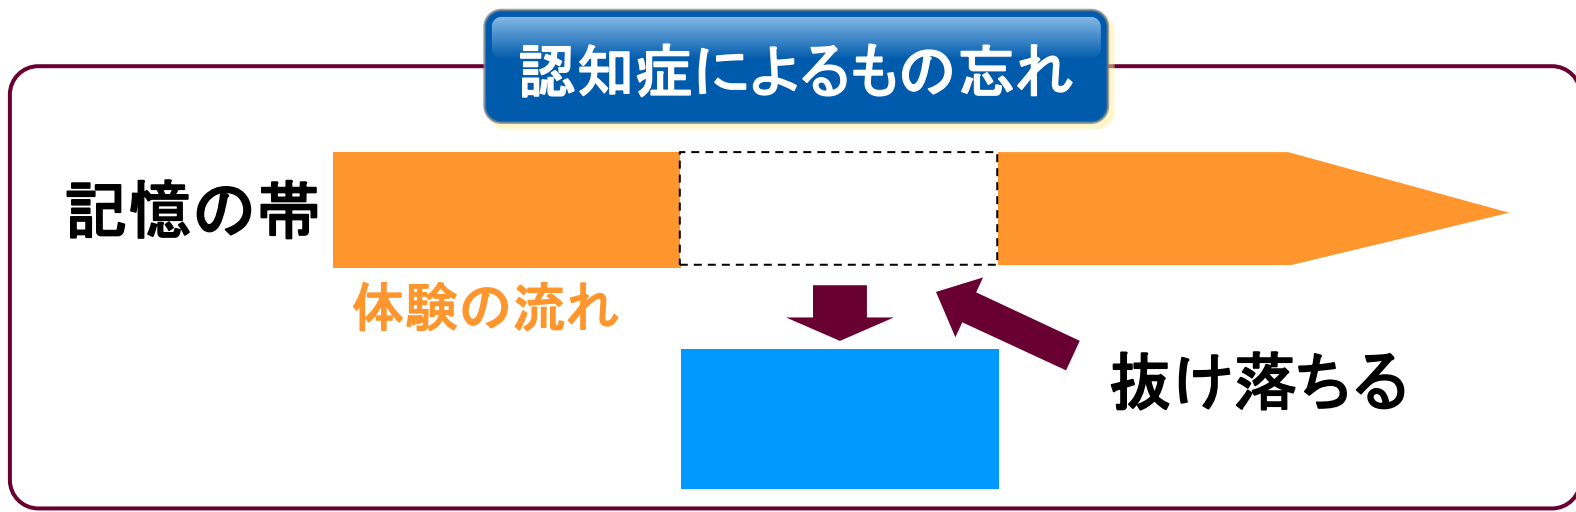 認知症によるもの忘れ
記憶の帯
体験の流れ
抜け落ちる